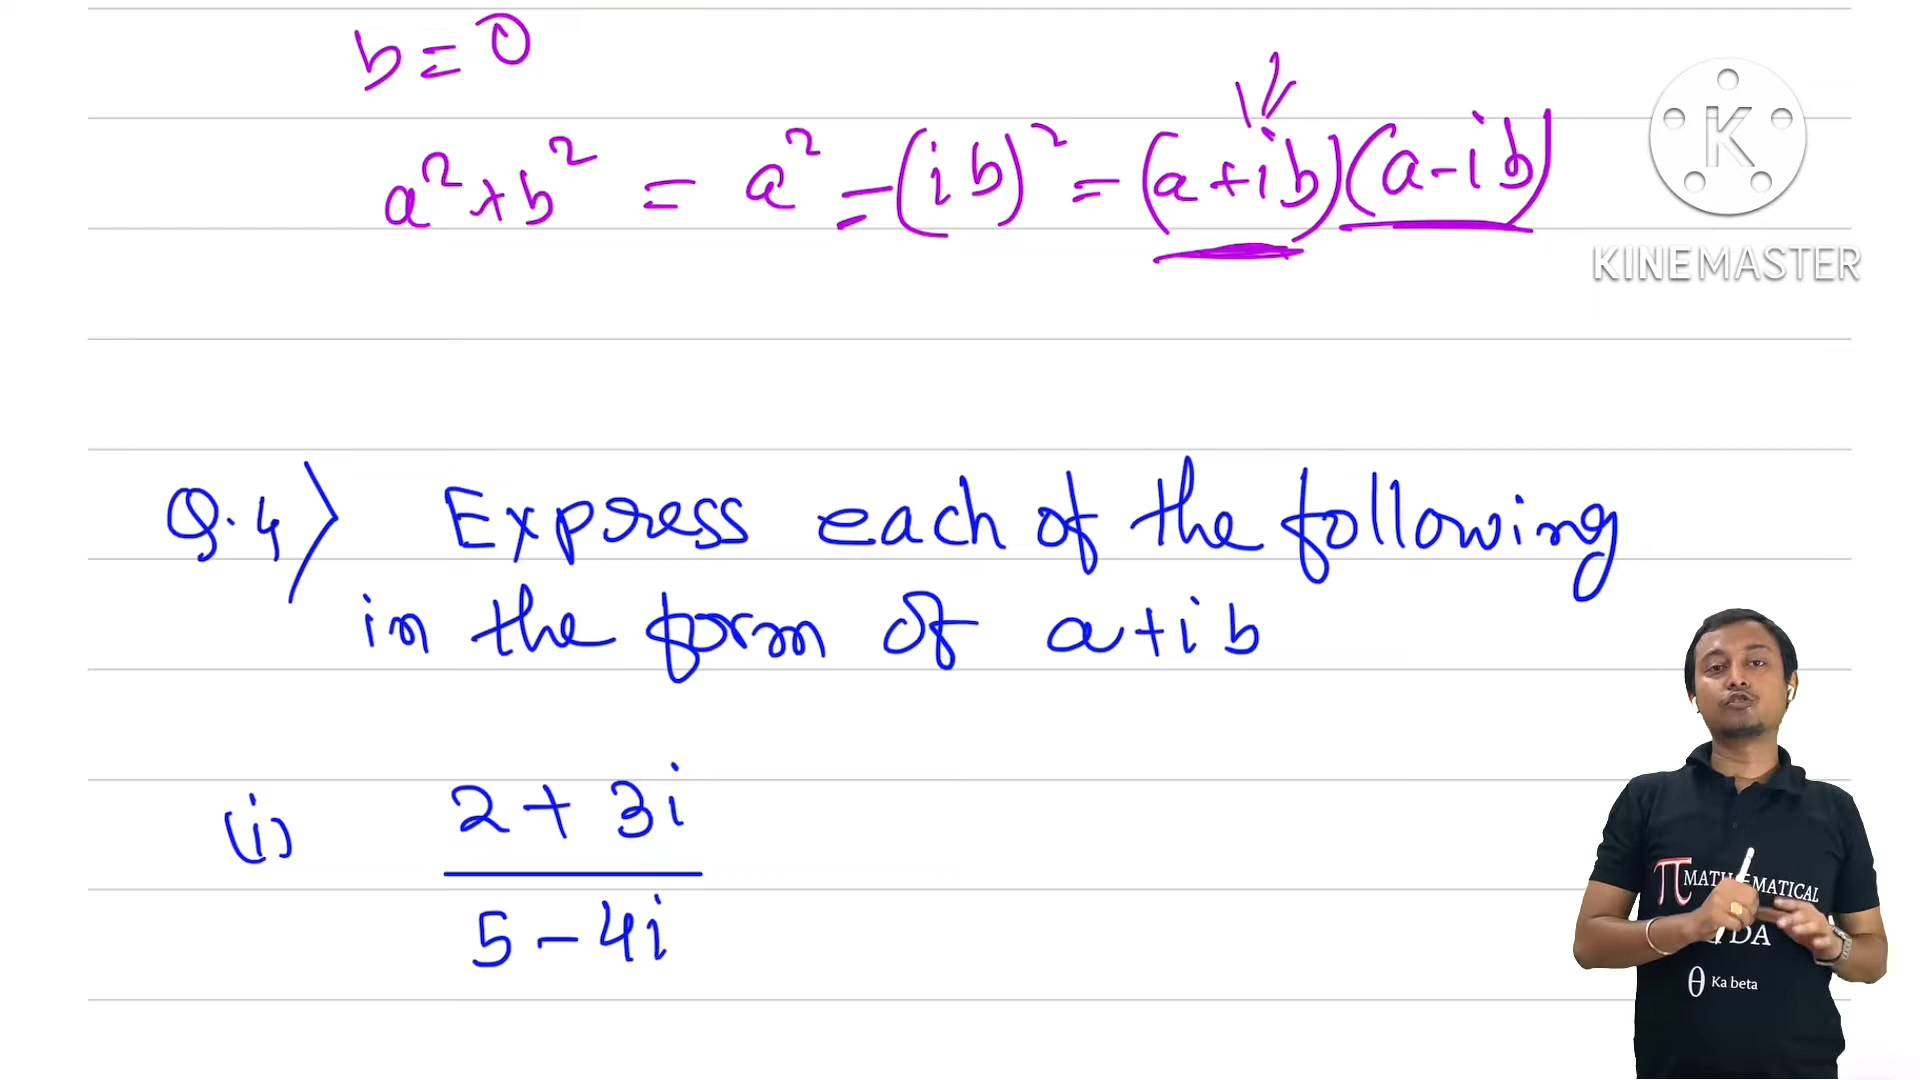 b = 0
a² + b² = a² - (ib)² = (a+ib)(a-ib)
K
KINEMASTER
Q.4) Express each of the following
in the form of a+ib
(i) 2 + 3i
5 - 4i
π MATHEMATICAL
DA
θ Ka beta